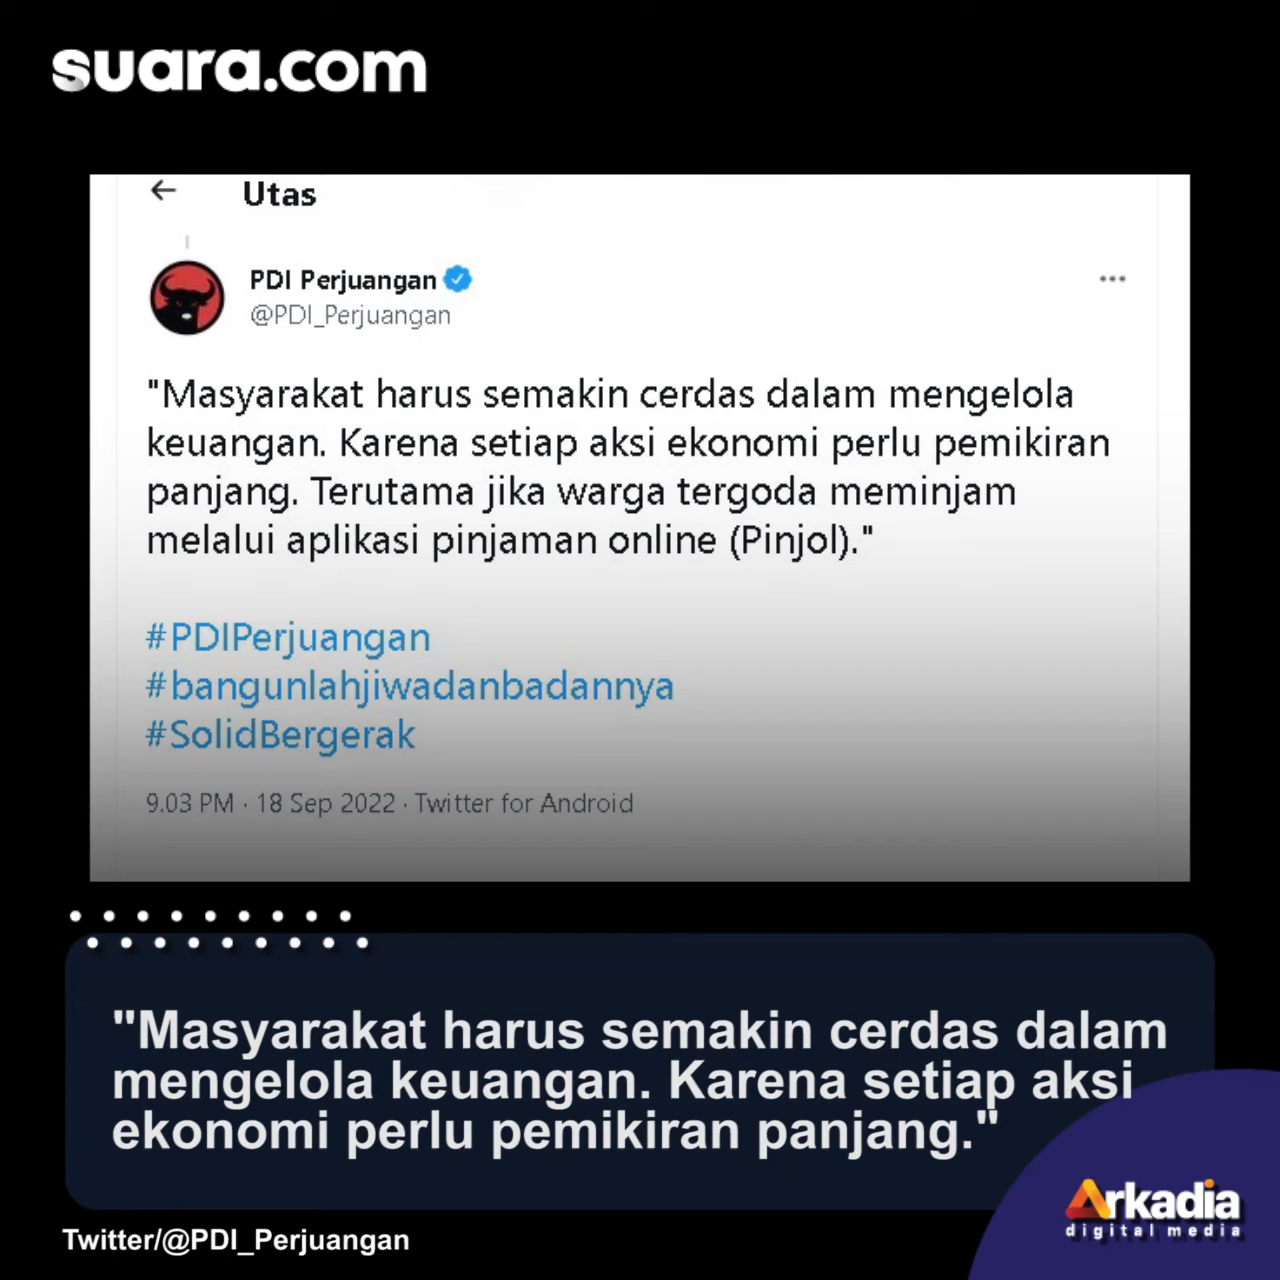 suara.com
Utas
PDI Perjuangan
@PDI_Perjuangan
"Masyarakat harus semakin cerdas dalam mengelola
keuangan. Karena setiap aksi ekonomi perlu pemikiran
panjang. Terutama jika warga tergoda meminjam
melalui aplikasi pinjaman online (Pinjol)."
#PDIPerjuangan
#bangunlahjiwadanbadannya
#SolidBergerak
9.03 PM · 18 Sep 2022 · Twitter for Android
"Masyarakat harus semakin cerdas dalam
mengelola keuangan. Karena setiap aksi
ekonomi perlu pemikiran panjang."
Arkadia
digital media
Twitter/@PDI_Perjuangan